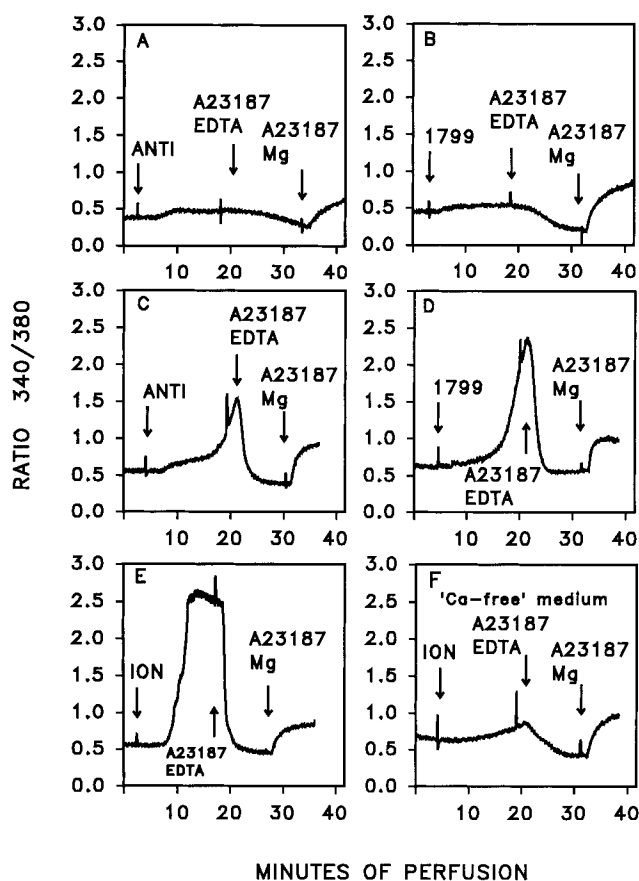 RATIO 340/380
A
3.0
2.5
2.0
1.5
1.0
0.5
0.0
10 20 30 40
ANTI
A23187
EDTA
A23187
Mg
B
3.0
2.5
2.0
1.5
1.0
0.5
0.0
10 20 30 40
1799
A23187
EDTA
A23187
Mg
C
3.0
2.5
2.0
1.5
1.0
0.5
0.0
10 20 30 40
ANTI
A23187
EDTA
A23187
Mg
D
3.0
2.5
2.0
1.5
1.0
0.5
0.0
10 20 30 40
1799
A23187
Mg
A23187
EDTA
E
3.0
2.5
2.0
1.5
1.0
0.5
0.0
10 20 30 40
ION
A23187
Mg
A23187
EDTA
F
'Ca-free' medium
3.0
2.5
2.0
1.5
1.0
0.5
0.0
10 20 30 40
ION
A23187
EDTA
A23187
Mg
MINUTES OF PERFUSION